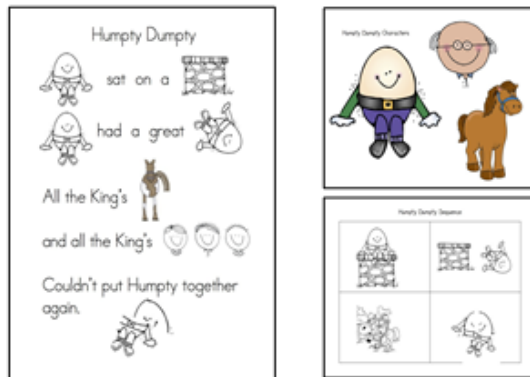 Humpty Dumpty
sat on a
had a great
All the King's
and all the King's
Couldn't put Humpty together
again.
Humpty Dumpty Characters
Humpty Dumpty Sequence